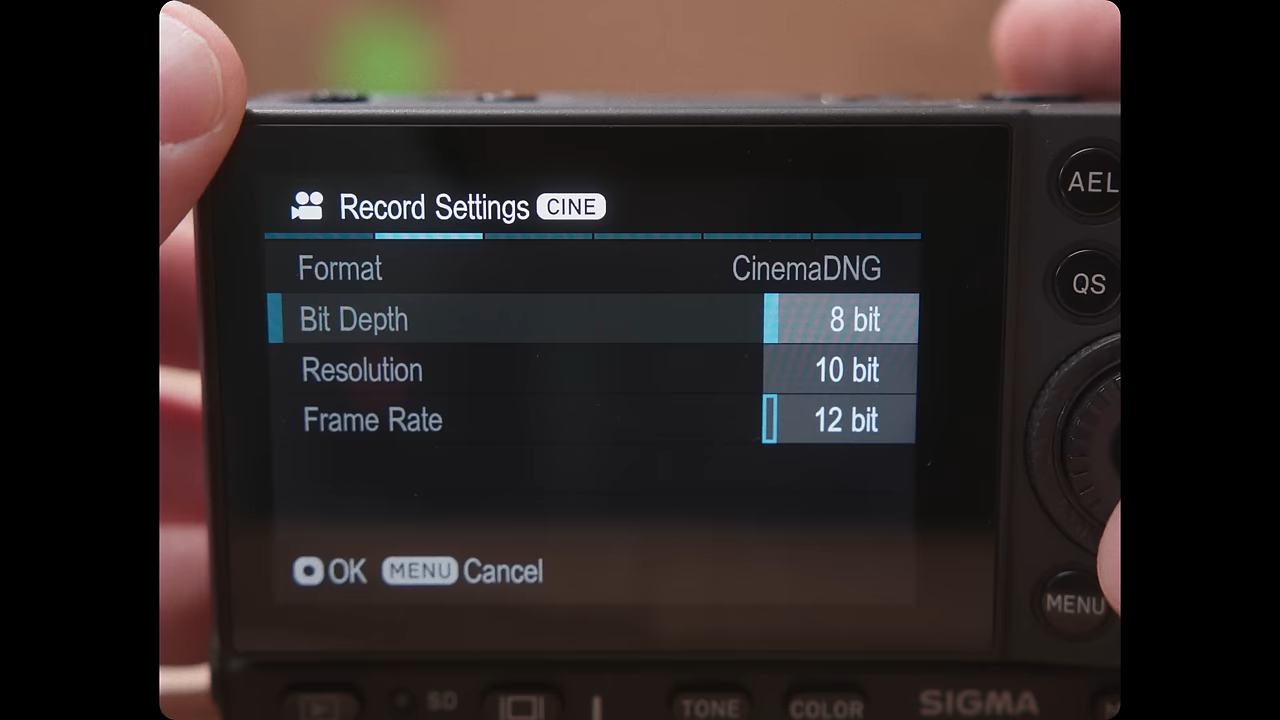 Record Settings CINE
Format CinemaDNG
Bit Depth 8 bit
Resolution 10 bit
Frame Rate 12 bit
OK MENU Cancel
AEL
QS
MENU
SD TONE COLOR SIGMA